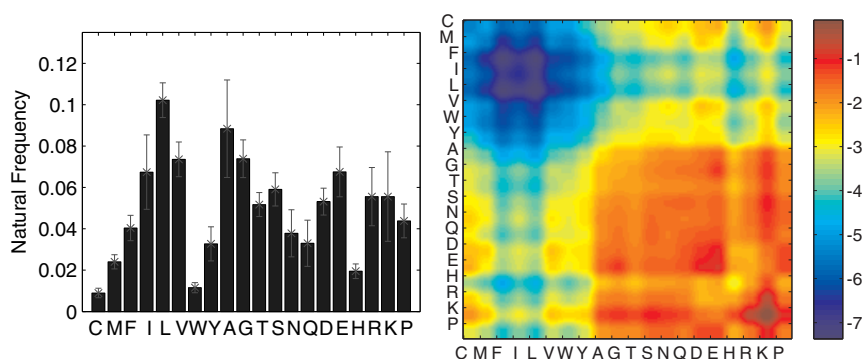 Natural Frequency
0.12
0.1
0.08
0.06
0.04
0.02
0
C M F I L V W Y A G T S N Q D E H R K P
C
M
F
I
L
V
W
Y
A
G
T
S
N
Q
D
E
H
R
K
P
C M F I L V W Y A G T S N Q D E H R K P
-1
-2
-3
-4
-5
-6
-7